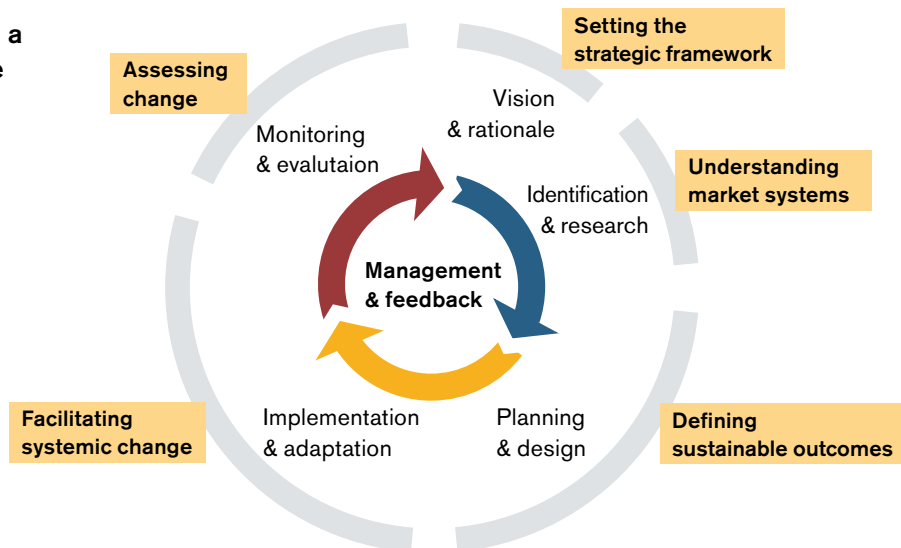 a
e
Setting the
strategic framework
Assessing
change
Vision
& rationale
Monitoring
& evalutaion
Understanding
market systems
Identification
& research
Management
& feedback
Facilitating
systemic change
Implementation
& adaptation
Planning
& design
Defining
sustainable outcomes